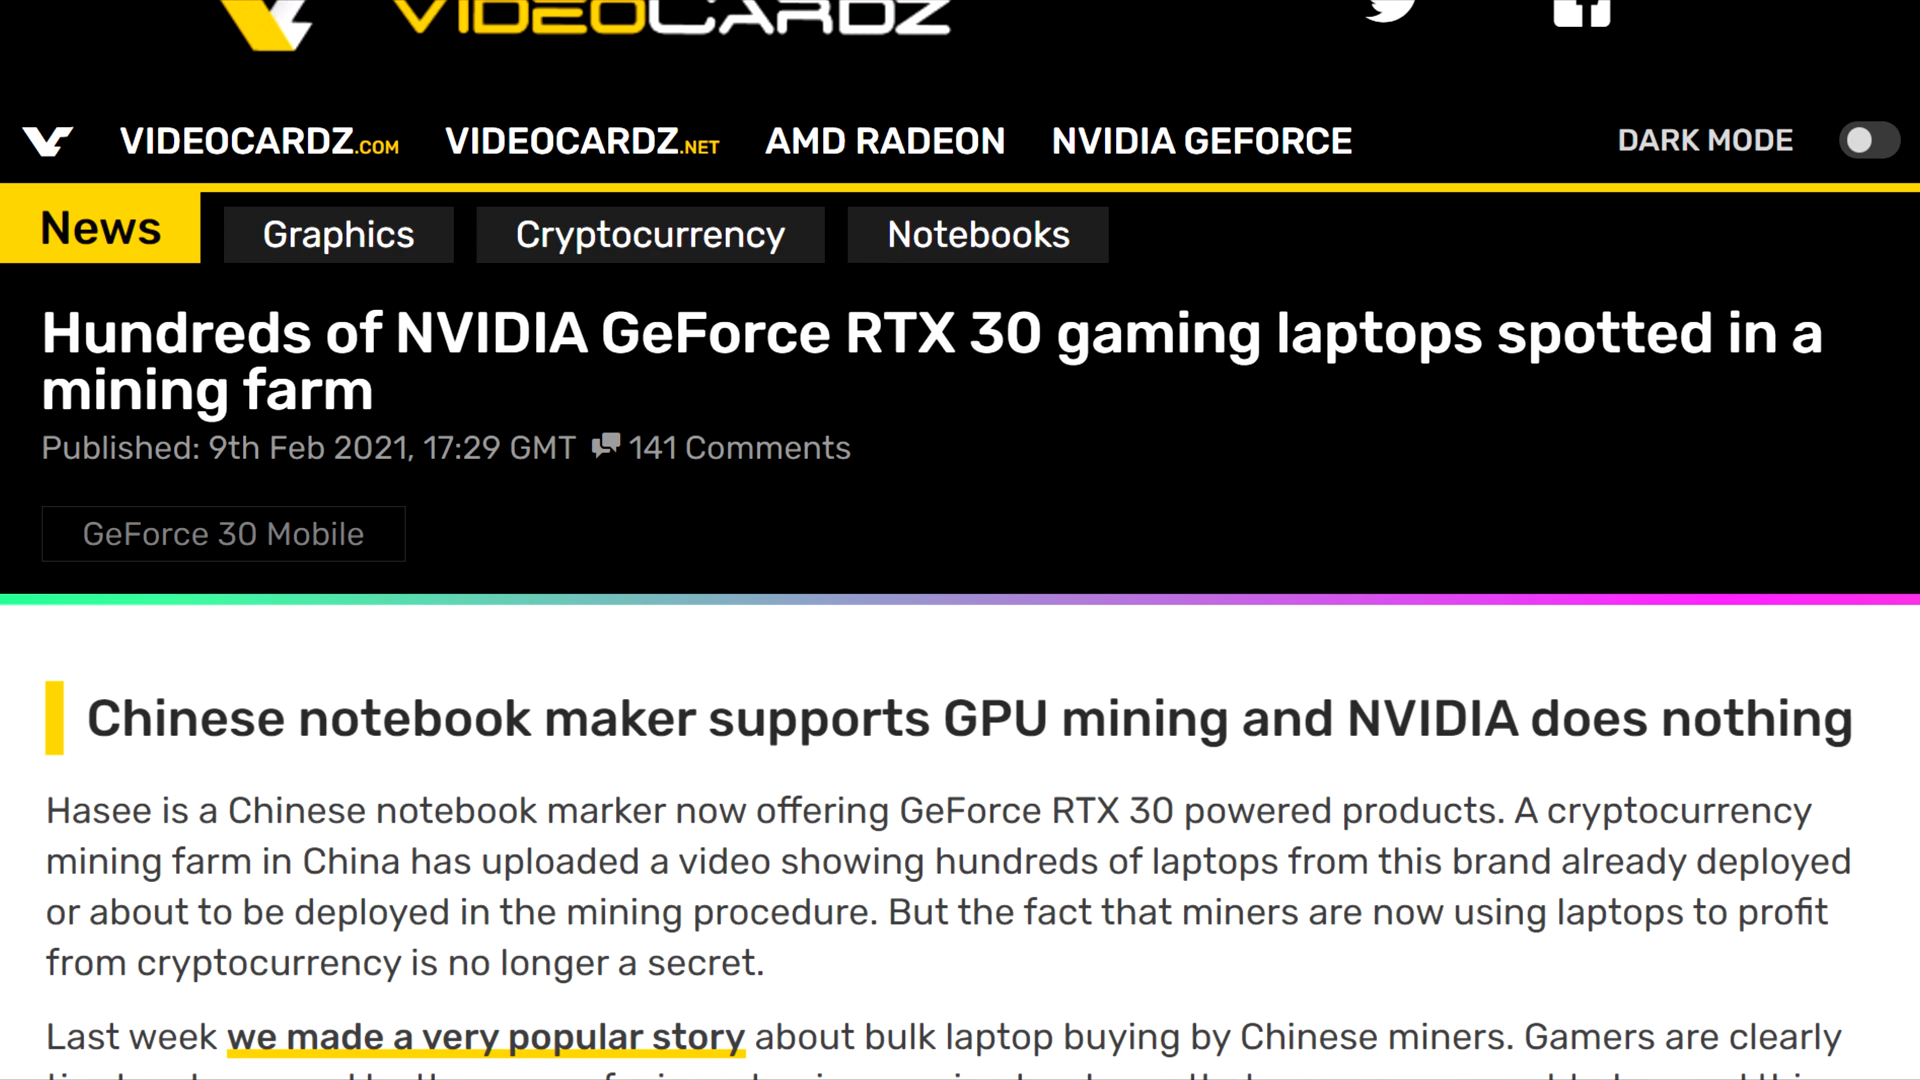 VIDEOCARDZ
VIDEOCARDZ.COM VIDEOCARDZ.NET AMD RADEON NVIDIA GEFORCE DARK MODE
News Graphics Cryptocurrency Notebooks
Hundreds of NVIDIA GeForce RTX 30 gaming laptops spotted in a
mining farm
Published: 9th Feb 2021, 17:29 GMT 141 Comments
GeForce 30 Mobile
Chinese notebook maker supports GPU mining and NVIDIA does nothing
Hasee is a Chinese notebook marker now offering GeForce RTX 30 powered products. A cryptocurrency
mining farm in China has uploaded a video showing hundreds of laptops from this brand already deployed
or about to be deployed in the mining procedure. But the fact that miners are now using laptops to profit
from cryptocurrency is no longer a secret.
Last week we made a very popular story about bulk laptop buying by Chinese miners. Gamers are clearly